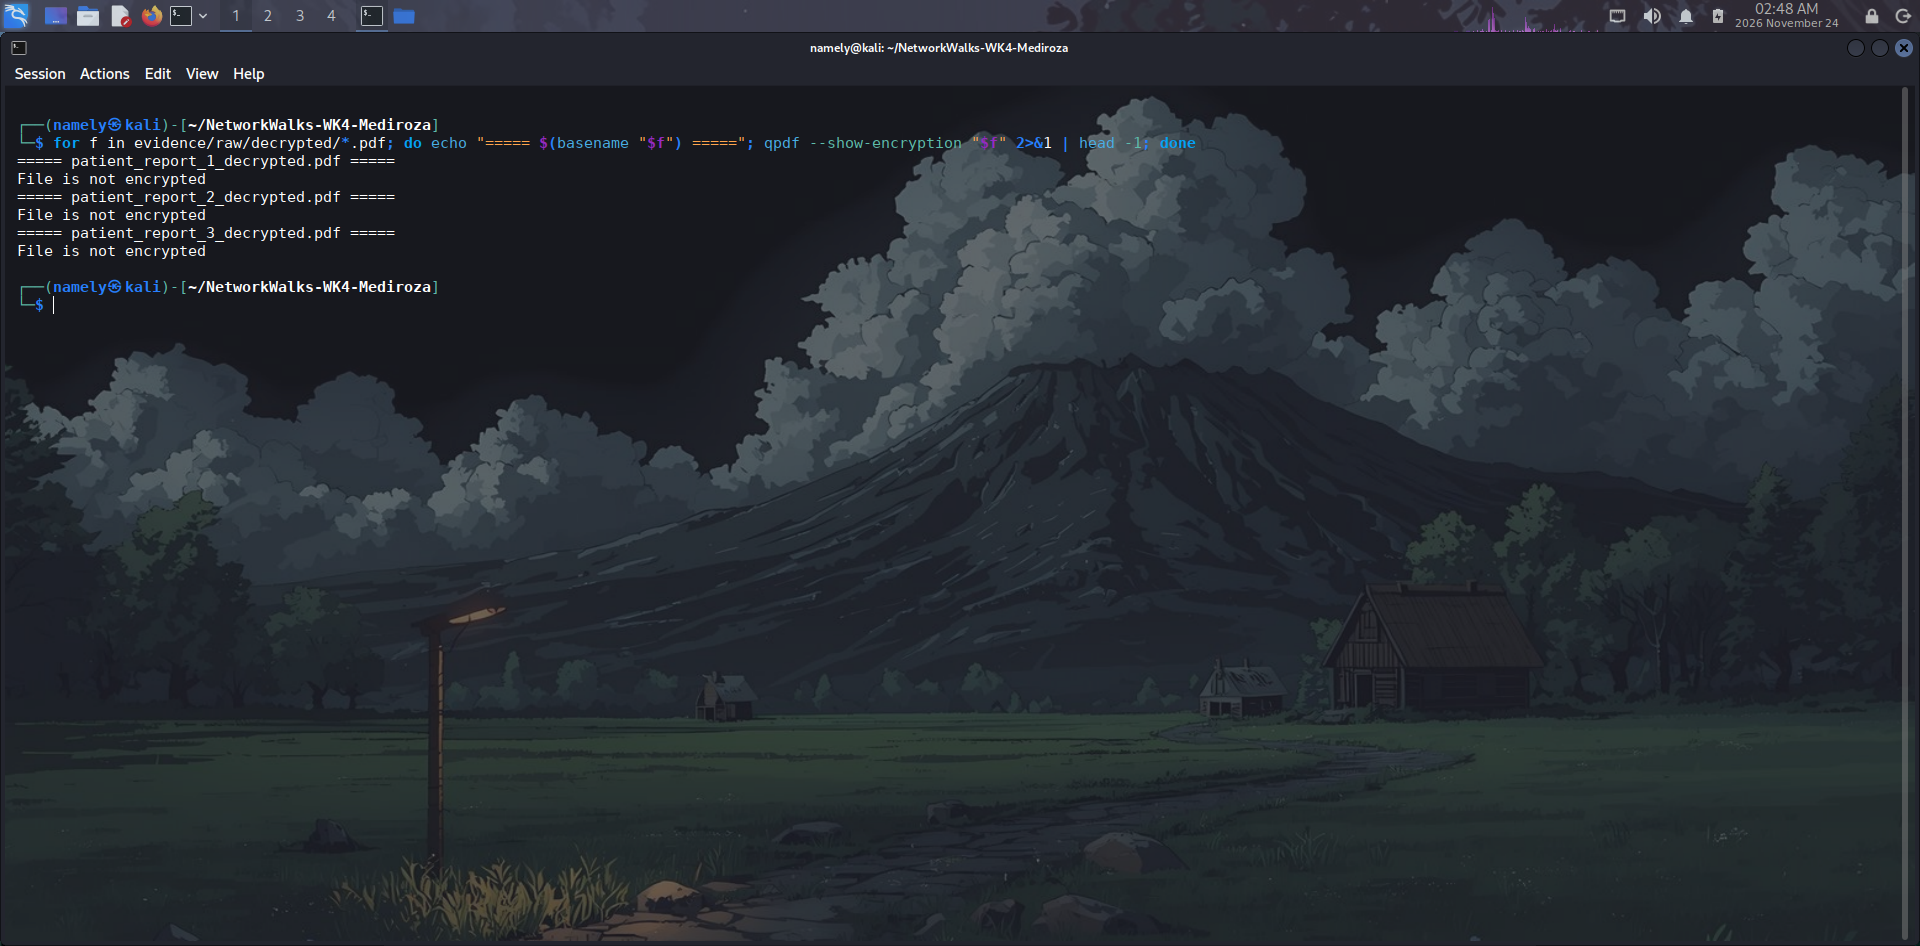 1 2 3 4
02:48 AM
2026 November 24
namely@kali: ~/NetworkWalks-WK4-Mediroza
Session Actions Edit View Help
┌──(namely㉿kali)-[~/NetworkWalks-WK4-Mediroza]
└─$ for f in evidence/raw/decrypted/*.pdf; do echo "===== $(basename "$f") ====="; qpdf --show-encryption "$f" 2>&1 | head -1; done
===== patient_report_1_decrypted.pdf =====
File is not encrypted
===== patient_report_2_decrypted.pdf =====
File is not encrypted
===== patient_report_3_decrypted.pdf =====
File is not encrypted
┌──(namely㉿kali)-[~/NetworkWalks-WK4-Mediroza]
└─$